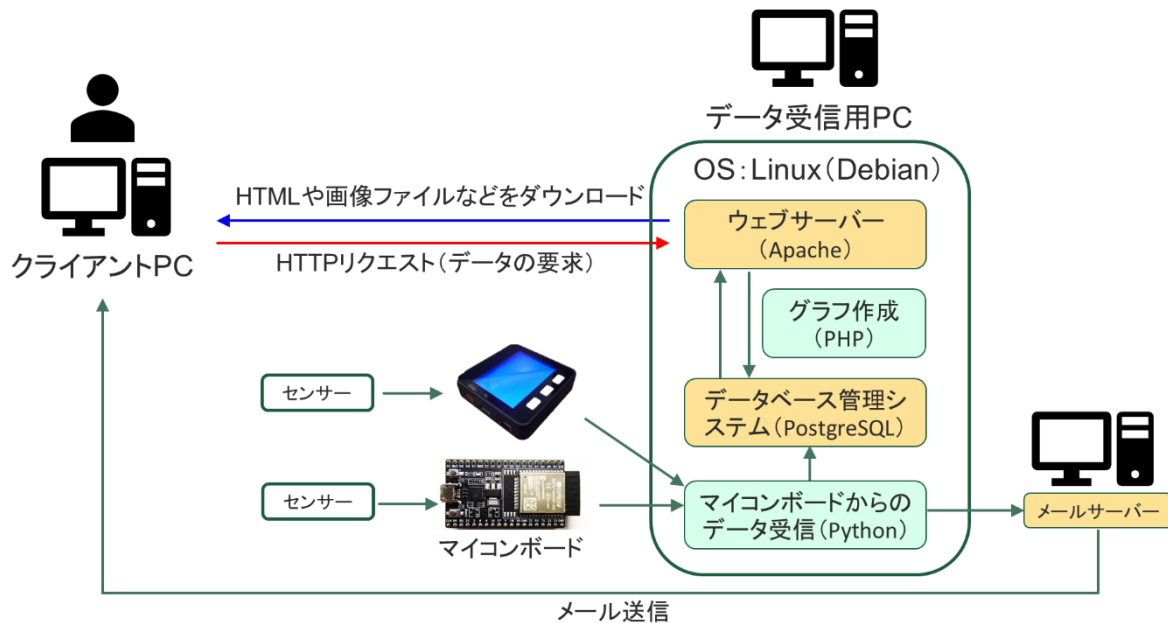 データ受信用PC
OS：Linux（Debian）
HTMLや画像ファイルなどをダウンロード
ウェブサーバー
（Apache）
クライアントPC
HTTPリクエスト（データの要求）
グラフ作成
（PHP）
センサー
データベース管理シ
ステム（PostgreSQL）
センサー
マイコンボードからの
データ受信（Python）
メールサーバー
マイコンボード
メール送信